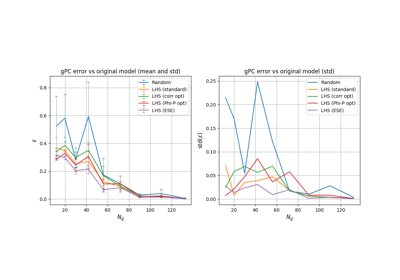 gPC error vs original model (mean and std)
Random
LHS (standard)
LHS (corr opt)
LHS (Phi-P opt)
LHS (ESE)
0.8
0.6
0.4
0.2
0.0
ε
20 40 60 80 100 120
N_g
gPC error vs original model (std)
Random
LHS (standard)
LHS (corr opt)
LHS (Phi-P opt)
LHS (ESE)
0.25
0.20
0.15
0.10
0.05
0.00
std(ε)
20 40 60 80 100 120
N_g